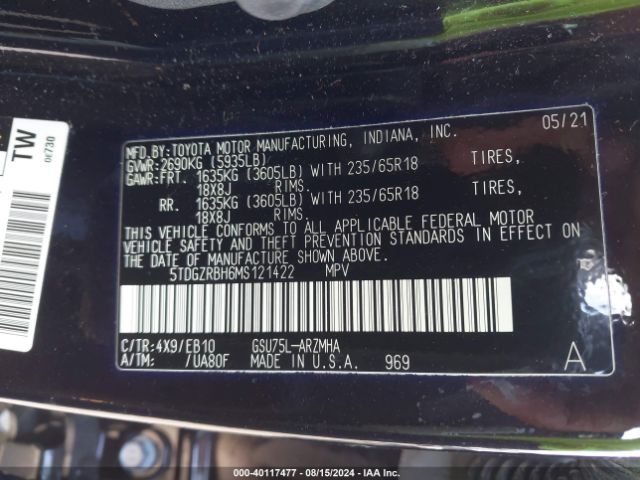 MFD.BY:TOYOTA MOTOR MANUFACTURING, INDIANA, INC. 05/21
GVWR:2690KG (5935LB)
GAWR:FRT. 1635KG (3605LB) WITH 235/65R18 TIRES,
18X8J RIMS.
RR. 1635KG (3605LB) WITH 235/65R18 TIRES,
18X8J RIMS.
THIS VEHICLE CONFORMS TO ALL APPLICABLE FEDERAL MOTOR
VEHICLE SAFETY AND THEFT PREVENTION STANDARDS IN EFFECT ON
THE DATE OF MANUFACTURE SHOWN ABOVE.
5TDGZRBH6MS121422 MPV
C/TR:4X9/EB10 GSU75L-ARZMHA
A/TM: /UA80F MADE IN U.S.A. 969 A
TW
0E730
000-40117477 - 08/15/2024 - IAA Inc.